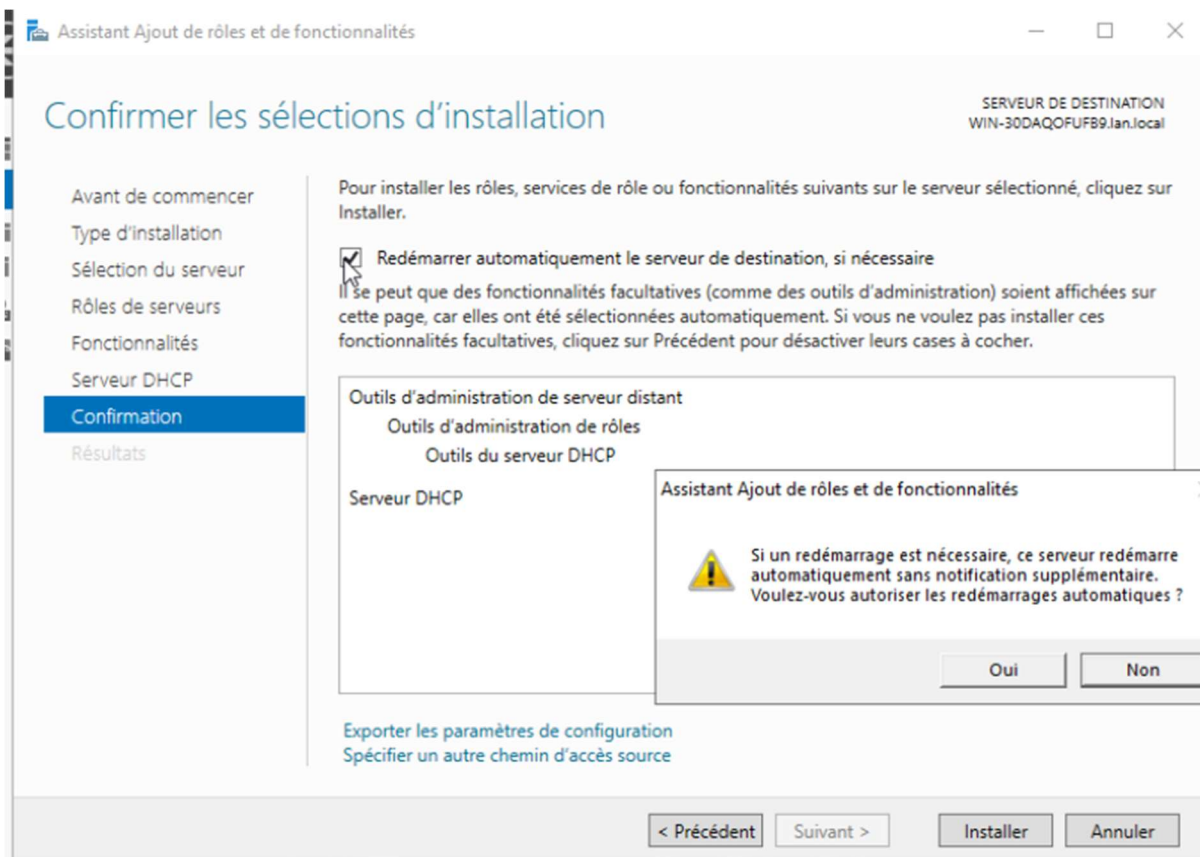 Assistant Ajout de rôles et de fonctionnalités
Confirmer les sélections d'installation
SERVEUR DE DESTINATION
WIN-30DAQOFUFB9.lan.local
Avant de commencer
Type d'installation
Sélection du serveur
Rôles de serveurs
Fonctionnalités
Serveur DHCP
Confirmation
Résultats
Pour installer les rôles, services de rôle ou fonctionnalités suivants sur le serveur sélectionné, cliquez sur
Installer.
Redémarrer automatiquement le serveur de destination, si nécessaire
Il se peut que des fonctionnalités facultatives (comme des outils d'administration) soient affichées sur
cette page, car elles ont été sélectionnées automatiquement. Si vous ne voulez pas installer ces
fonctionnalités facultatives, cliquez sur Précédent pour désactiver leurs cases à cocher.
Outils d'administration de serveur distant
Outils d'administration de rôles
Outils du serveur DHCP
Serveur DHCP
Assistant Ajout de rôles et de fonctionnalités
Si un redémarrage est nécessaire, ce serveur redémarre
automatiquement sans notification supplémentaire.
Voulez-vous autoriser les redémarrages automatiques ?
Oui
Non
Exporter les paramètres de configuration
Spécifier un autre chemin d'accès source
< Précédent
Suivant >
Installer
Annuler